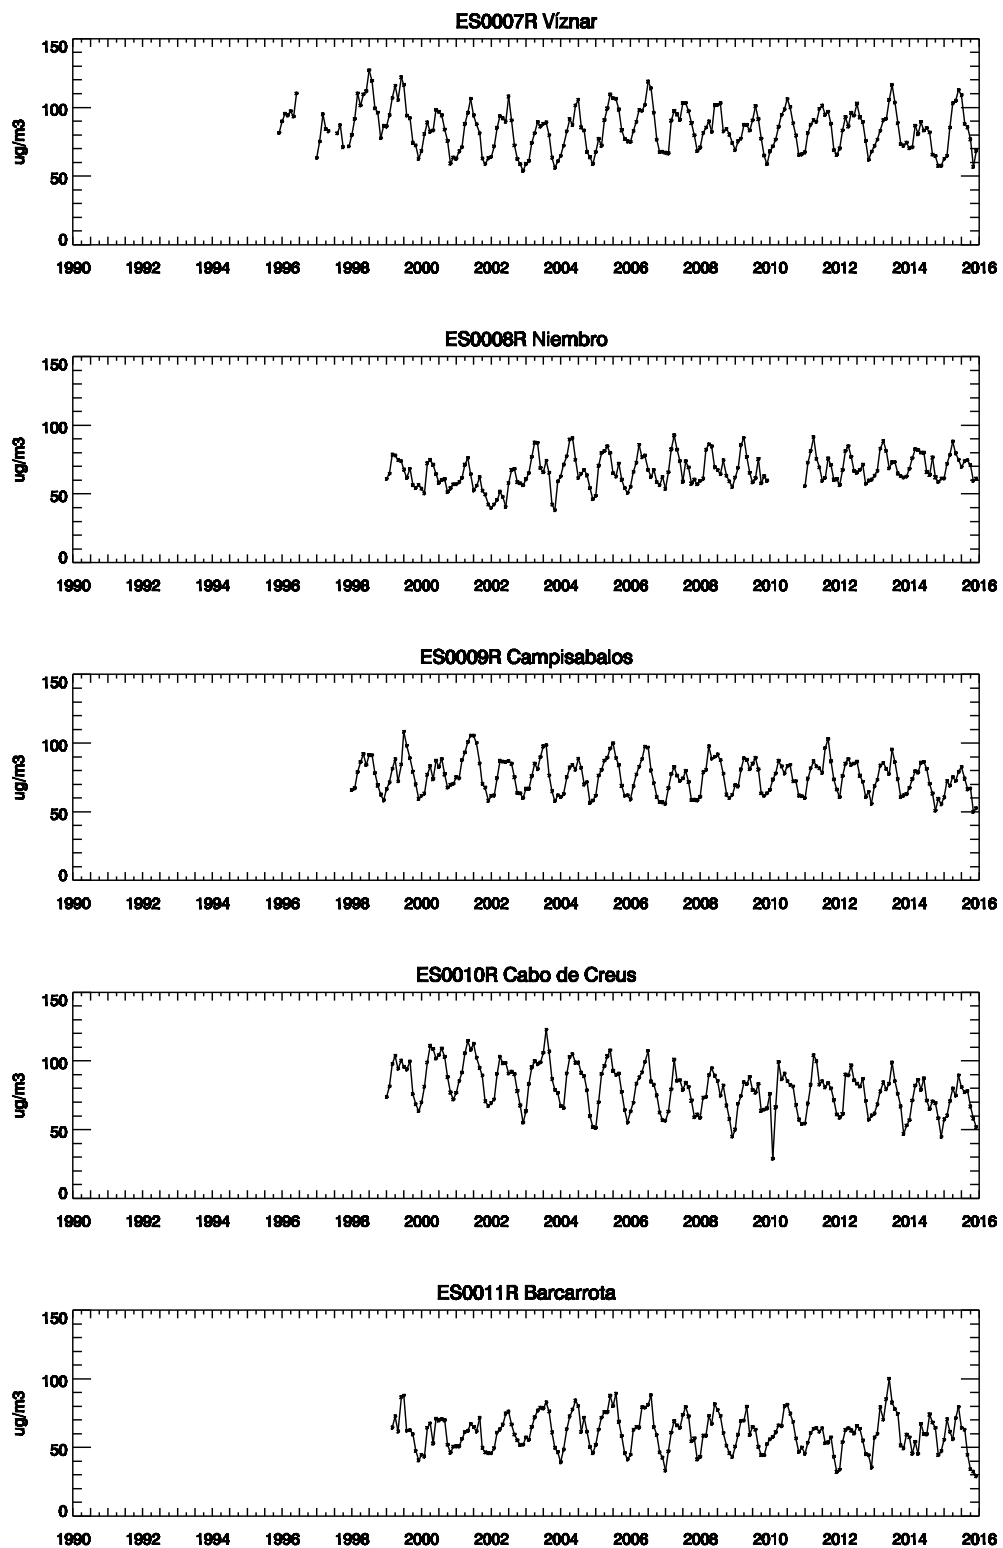 ES0007R Víznar
150
100
50
0
ug/m3
1990 1992 1994 1996 1998 2000 2002 2004 2006 2008 2010 2012 2014 2016
ES0008R Niembro
150
100
50
0
ug/m3
1990 1992 1994 1996 1998 2000 2002 2004 2006 2008 2010 2012 2014 2016
ES0009R Campisabalos
150
100
50
0
ug/m3
1990 1992 1994 1996 1998 2000 2002 2004 2006 2008 2010 2012 2014 2016
ES0010R Cabo de Creus
150
100
50
0
ug/m3
1990 1992 1994 1996 1998 2000 2002 2004 2006 2008 2010 2012 2014 2016
ES0011R Barcarrota
150
100
50
0
ug/m3
1990 1992 1994 1996 1998 2000 2002 2004 2006 2008 2010 2012 2014 2016